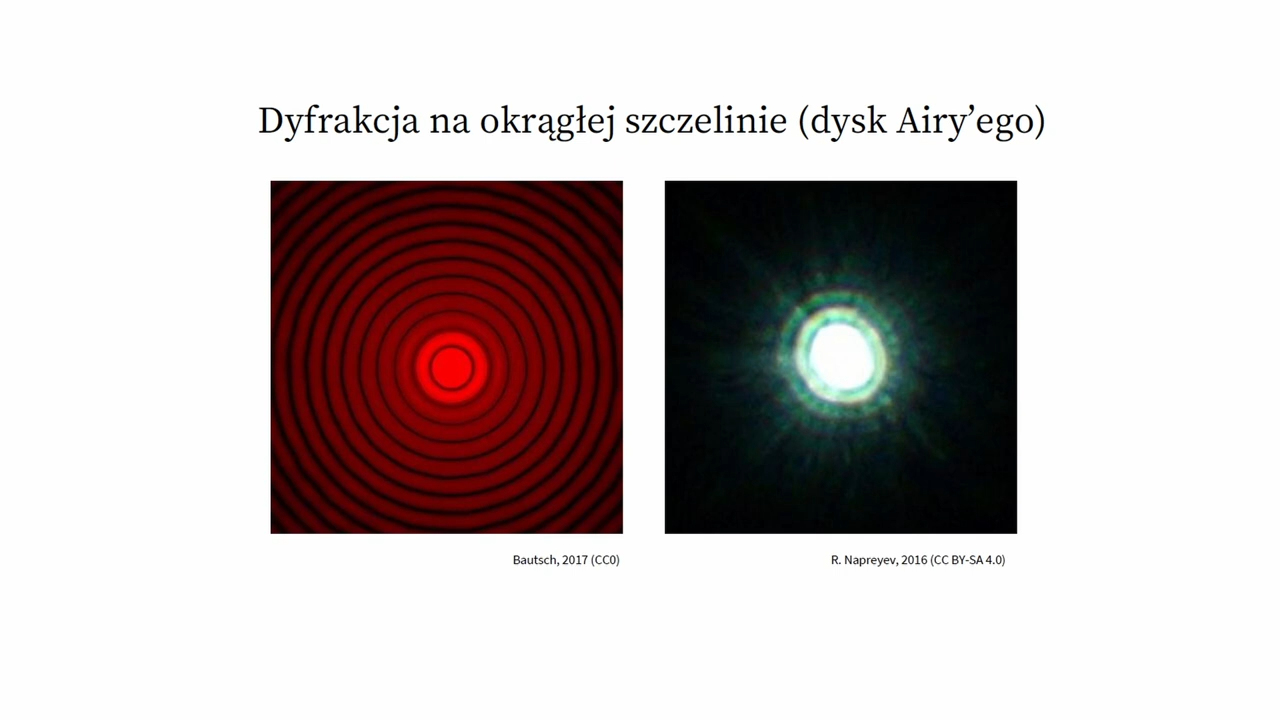 Dyfrakcja na okrągłej szczelinie (dysk Airy’ego)
Bautsch, 2017 (CC0)
R. Napreyev, 2016 (CC BY-SA 4.0)